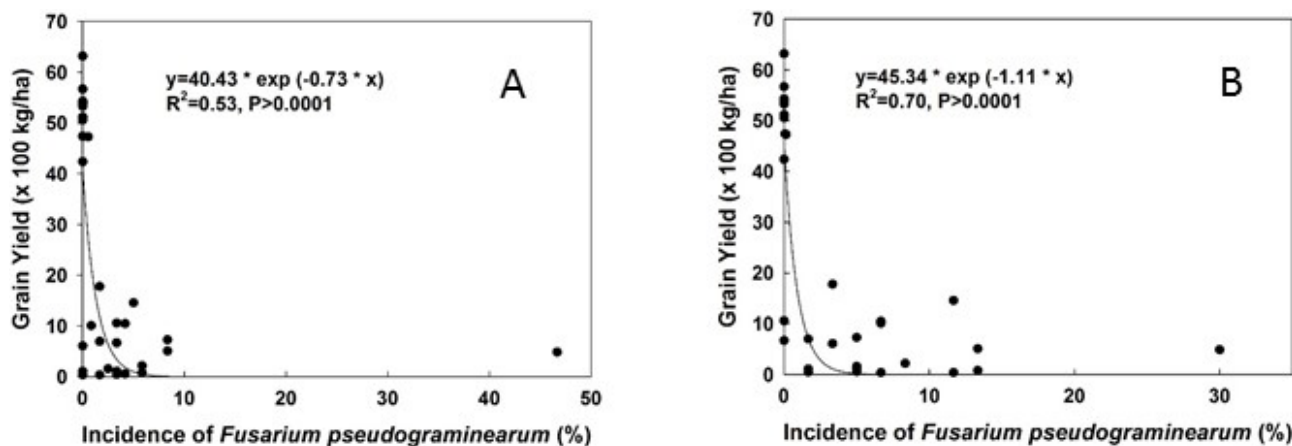 A
y=40.43 * exp (-0.73 * x)
R²=0.53, P>0.0001
Grain Yield (x 100 kg/ha)
70
60
50
40
30
20
10
0
0 10 20 30 40 50
Incidence of Fusarium pseudograminearum (%)
B
y=45.34 * exp (-1.11 * x)
R²=0.70, P>0.0001
Grain Yield (x 100 kg/ha)
70
60
50
40
30
20
10
0
0 10 20 30
Incidence of Fusarium pseudograminearum (%)